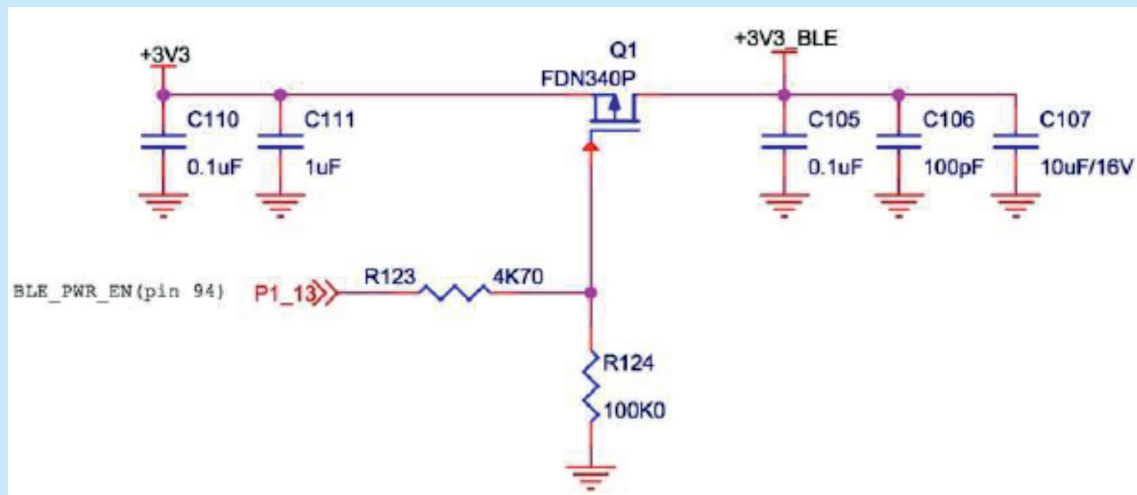 +3V3
Q1
FDN340P
+3V3_BLE
C110
0.1uF
C111
1uF
C105
0.1uF
C106
100pF
C107
10uF/16V
BLE_PWR_EN(pin 94)
P1_13
R123
4K70
R124
100K0